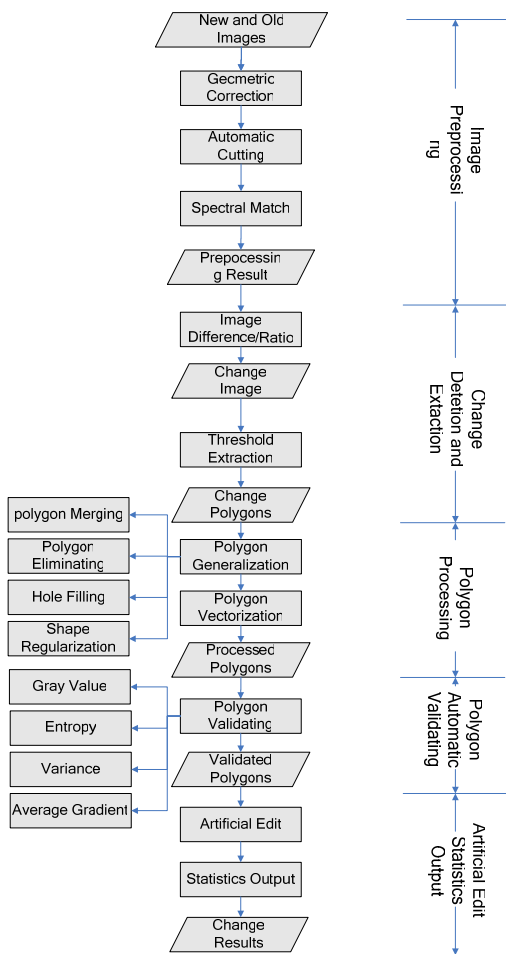 New and Old
Images
Gecmetric
Correction
Automatic
Cutting
Spectral Match
Prepocessin
g Result
Image
Difference/Ratio
Change
Image
Threshold
Extraction
Change
Polygons
polygon Merging
Polygon
Eliminating
Hole Filling
Shape
Regularization
Polygon
Generalization
Polygon
Vectorization
Processed
Polygons
Gray Value
Entropy
Variance
Average Gradient
Polygon
Validating
Validated
Polygons
Artificial Edit
Statistics Output
Change
Results
Image
Preprocessi
ng
Change
Detetion and
Extaction
Polygon
Processing
Polygon
Automatic
Validating
Artificial Edit
Statistics
Output